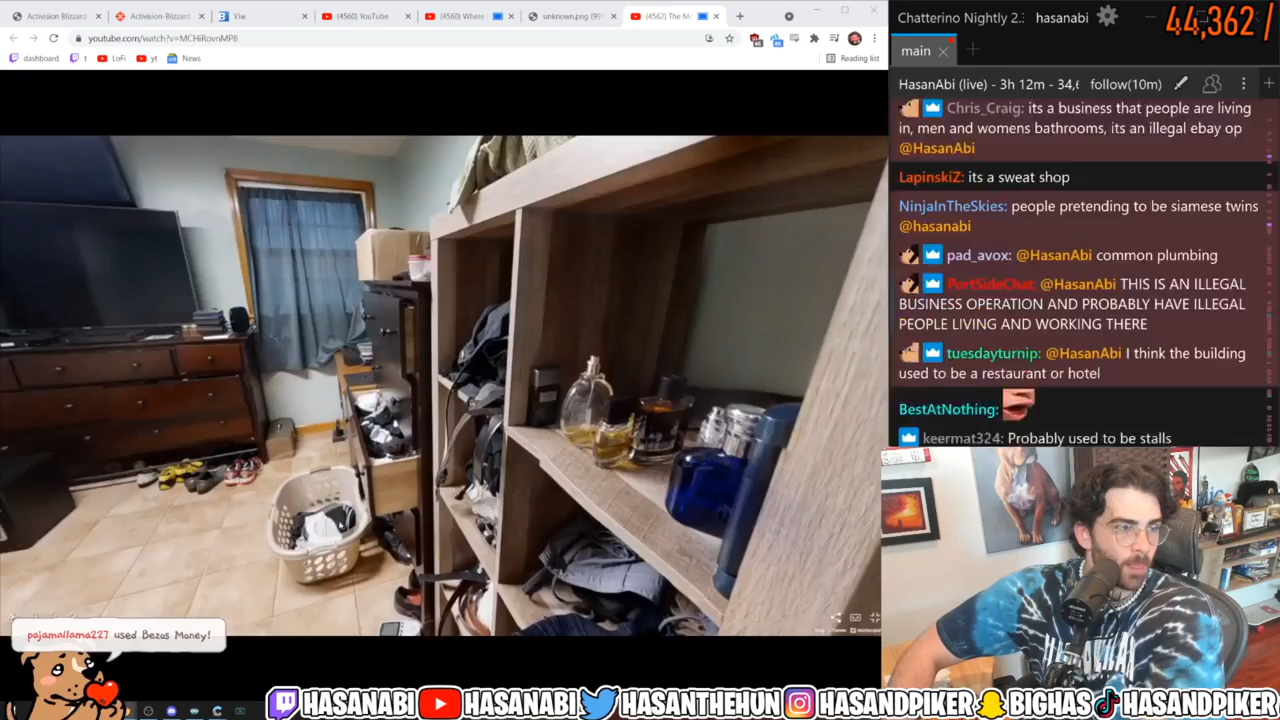 Activision Blizzard
Activision-Blizzard
Ylw
(4560) YouTube
(4560) Where
unknown.png (99
(4562) The M
youtube.com/watch?v=MCHiRovnMP8
dashboard
t
LoFi
yt
News
Reading list
Chatterino Nightly 2.
hasanabi
44,362 /
main
HasanAbi (live) - 3h 12m - 34,
follow(10m)
Chris_Craig: its a business that people are living
in, men and womens bathrooms, its an illegal ebay op
@HasanAbi
LapinskiZ: its a sweat shop
NinjaInTheSkies: people pretending to be siamese twins
@hasanabi
pad_avox: @HasanAbi common plumbing
PortSideChat: @HasanAbi THIS IS AN ILLEGAL
BUSINESS OPERATION AND PROBABLY HAVE ILLEGAL
PEOPLE LIVING AND WORKING THERE
tuesdayturnip: @HasanAbi I think the building
used to be a restaurant or hotel
BestAtNothing:
keermat324: Probably used to be stalls
pajamallama227 used Bezos Money!
HASANABI
HASANABI
HASANTHEHUN
HASANDPIKER
BIGHAS
HASANDPIKER